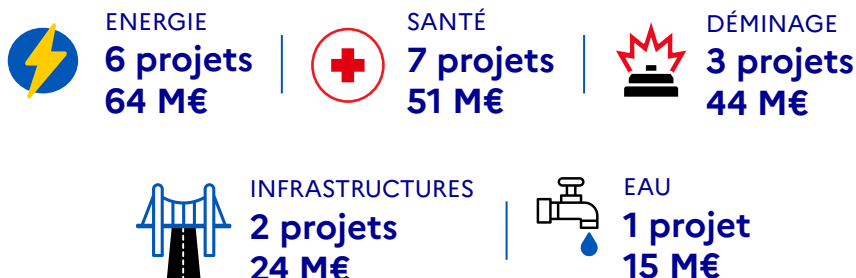 ENERGIE
6 projets
64 M€
SANTÉ
7 projets
51 M€
DÉMINAGE
3 projets
44 M€
INFRASTRUCTURES
2 projets
24 M€
EAU
1 projet
15 M€